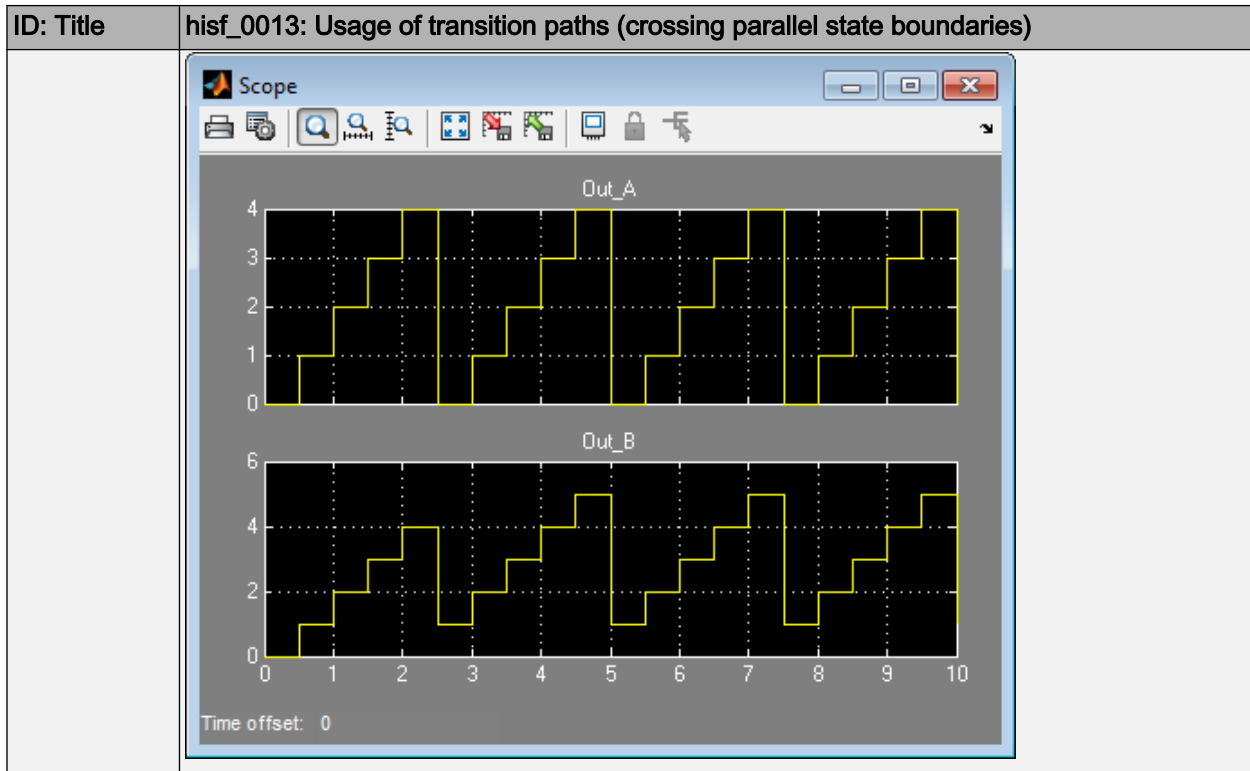 ID: Title hisf_0013: Usage of transition paths (crossing parallel state boundaries)
Scope
Out_A
4
3
2
1
0
Out_B
6
4
2
0
0 1 2 3 4 5 6 7 8 9 10
Time offset: 0